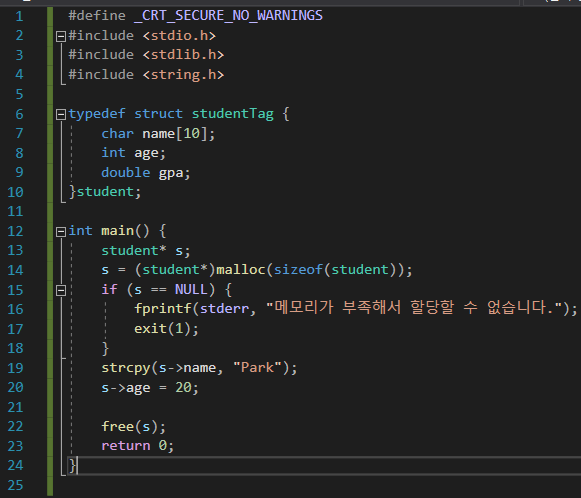 1 #define _CRT_SECURE_NO_WARNINGS
2 #include <stdio.h>
3 #include <stdlib.h>
4 #include <string.h>
5
6 typedef struct studentTag {
7     char name[10];
8     int age;
9     double gpa;
10 }student;
11
12 int main() {
13     student* s;
14     s = (student*)malloc(sizeof(student));
15     if (s == NULL) {
16         fprintf(stderr, "메모리가 부족해서 할당할 수 없습니다.");
17         exit(1);
18     }
19     strcpy(s->name, "Park");
20     s->age = 20;
21
22     free(s);
23     return 0;
24 }
25